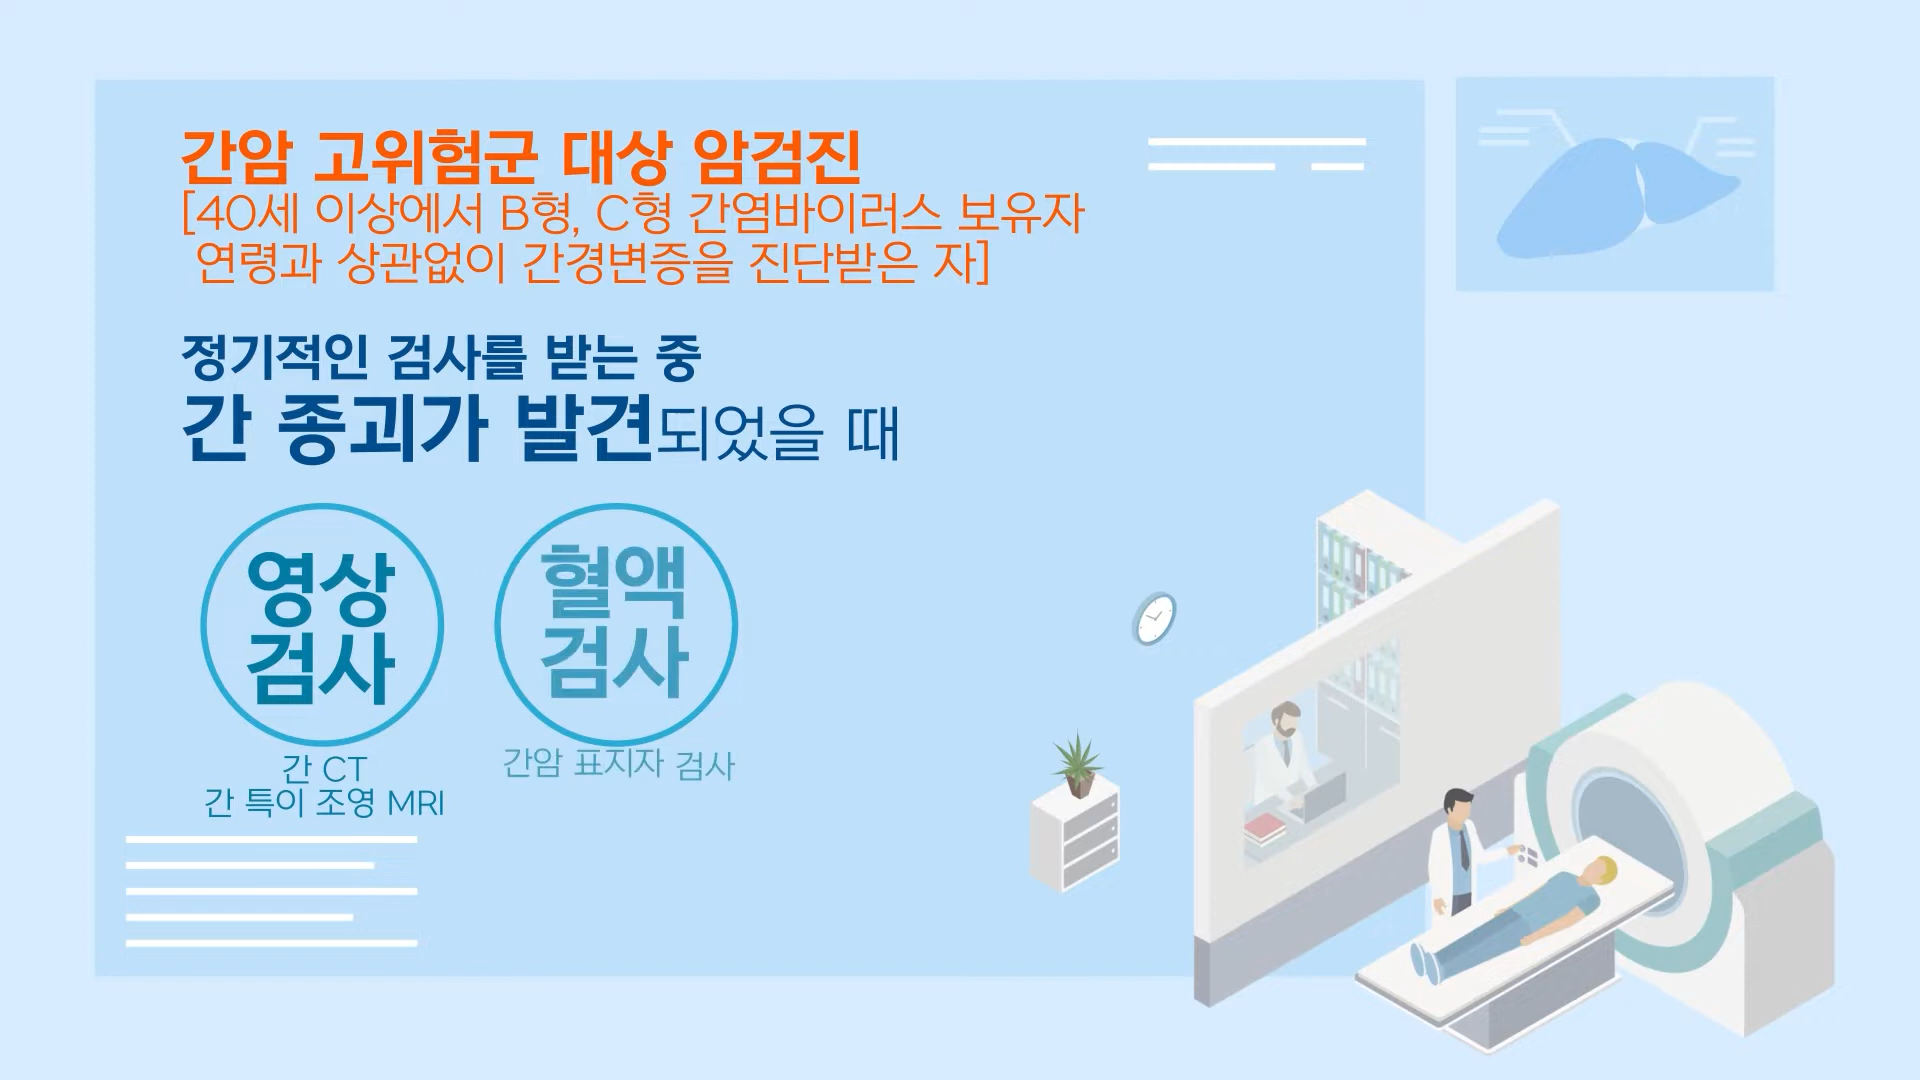 간암 고위험군 대상 암검진
[40세 이상에서 B형, C형 간염바이러스 보유자
연령과 상관없이 간경변증을 진단받은 자]
정기적인 검사를 받는 중
간 종괴가 발견되었을 때
영상
검사
간 CT
간 특이 조영 MRI
혈액
검사
간암 표지자 검사